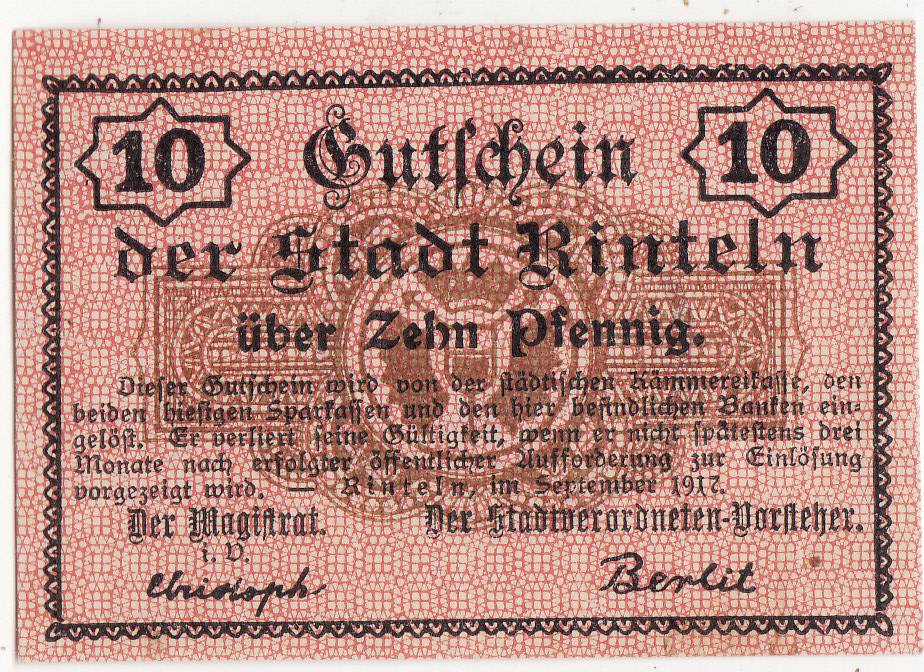 10 Gutschein 10
der Stadt Rinteln
über Zehn Pfennig.
Dieser Gutschein wird von der städtischen Kämmereikasse, den
beiden hiesigen Sparkassen und den hier befindlichen Banken ein-
gelöst. Er verliert seine Gültigkeit, wenn er nicht spätestens drei
Monate nach erfolgter öffentlicher Aufforderung zur Einlösung
vorgezeigt wird. — Rinteln, im September 1917.
Der Magistrat. Der Stadtverordneten-Vorsteher.
i. V.
Christoph Berlit